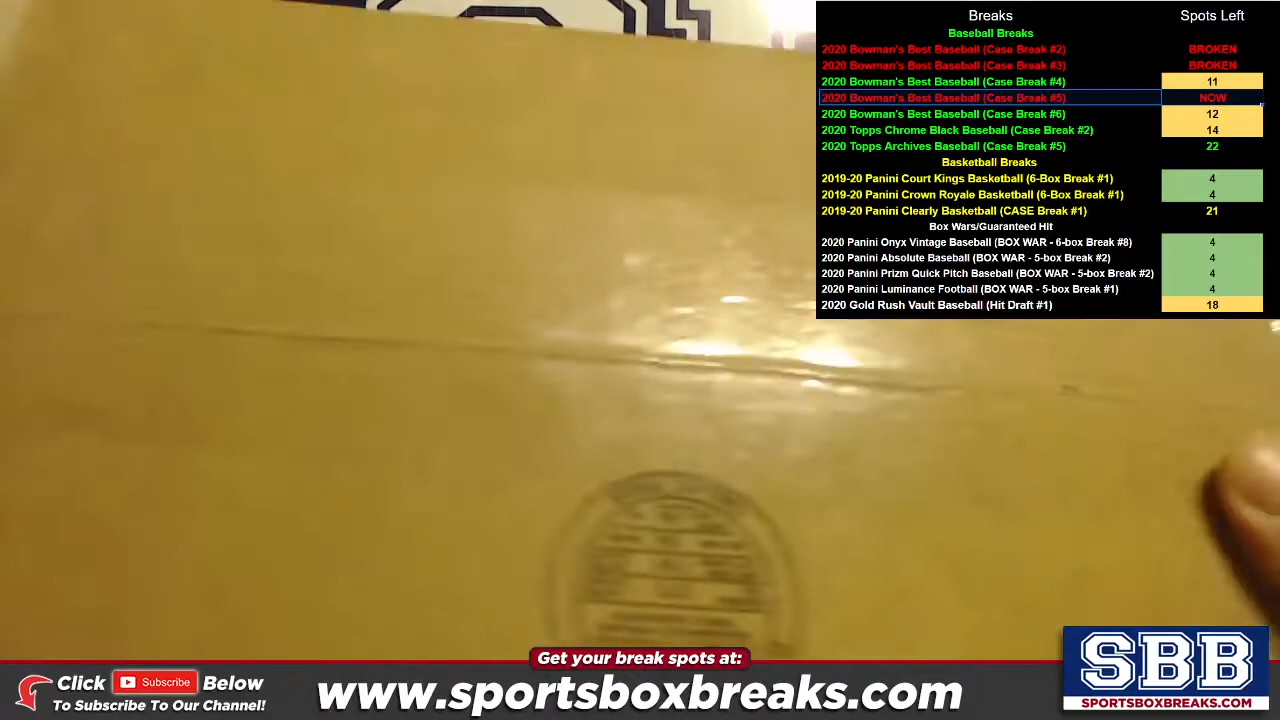 Breaks Spots Left
Baseball Breaks
2020 Bowman's Best Baseball (Case Break #2) BROKEN
2020 Bowman's Best Baseball (Case Break #3) BROKEN
2020 Bowman's Best Baseball (Case Break #4) 11
2020 Bowman's Best Baseball (Case Break #5) NOW
2020 Bowman's Best Baseball (Case Break #6) 12
2020 Topps Chrome Black Baseball (Case Break #2) 14
2020 Topps Archives Baseball (Case Break #5) 22
Basketball Breaks
2019-20 Panini Court Kings Basketball (6-Box Break #1) 4
2019-20 Panini Crown Royale Basketball (6-Box Break #1) 4
2019-20 Panini Clearly Basketball (CASE Break #1) 21
Box Wars/Guaranteed Hit
2020 Panini Onyx Vintage Baseball (BOX WAR - 6-box Break #8) 4
2020 Panini Absolute Baseball (BOX WAR - 5-box Break #2) 4
2020 Panini Prizm Quick Pitch Baseball (BOX WAR - 5-box Break #2) 4
2020 Panini Luminance Football (BOX WAR - 5-box Break #1) 4
2020 Gold Rush Vault Baseball (Hit Draft #1) 18
Get your break spots at:
Click Subscribe Below
To Subscribe To Our Channel!
www.sportsboxbreaks.com
SBB
SPORTSBOXBREAKS.COM